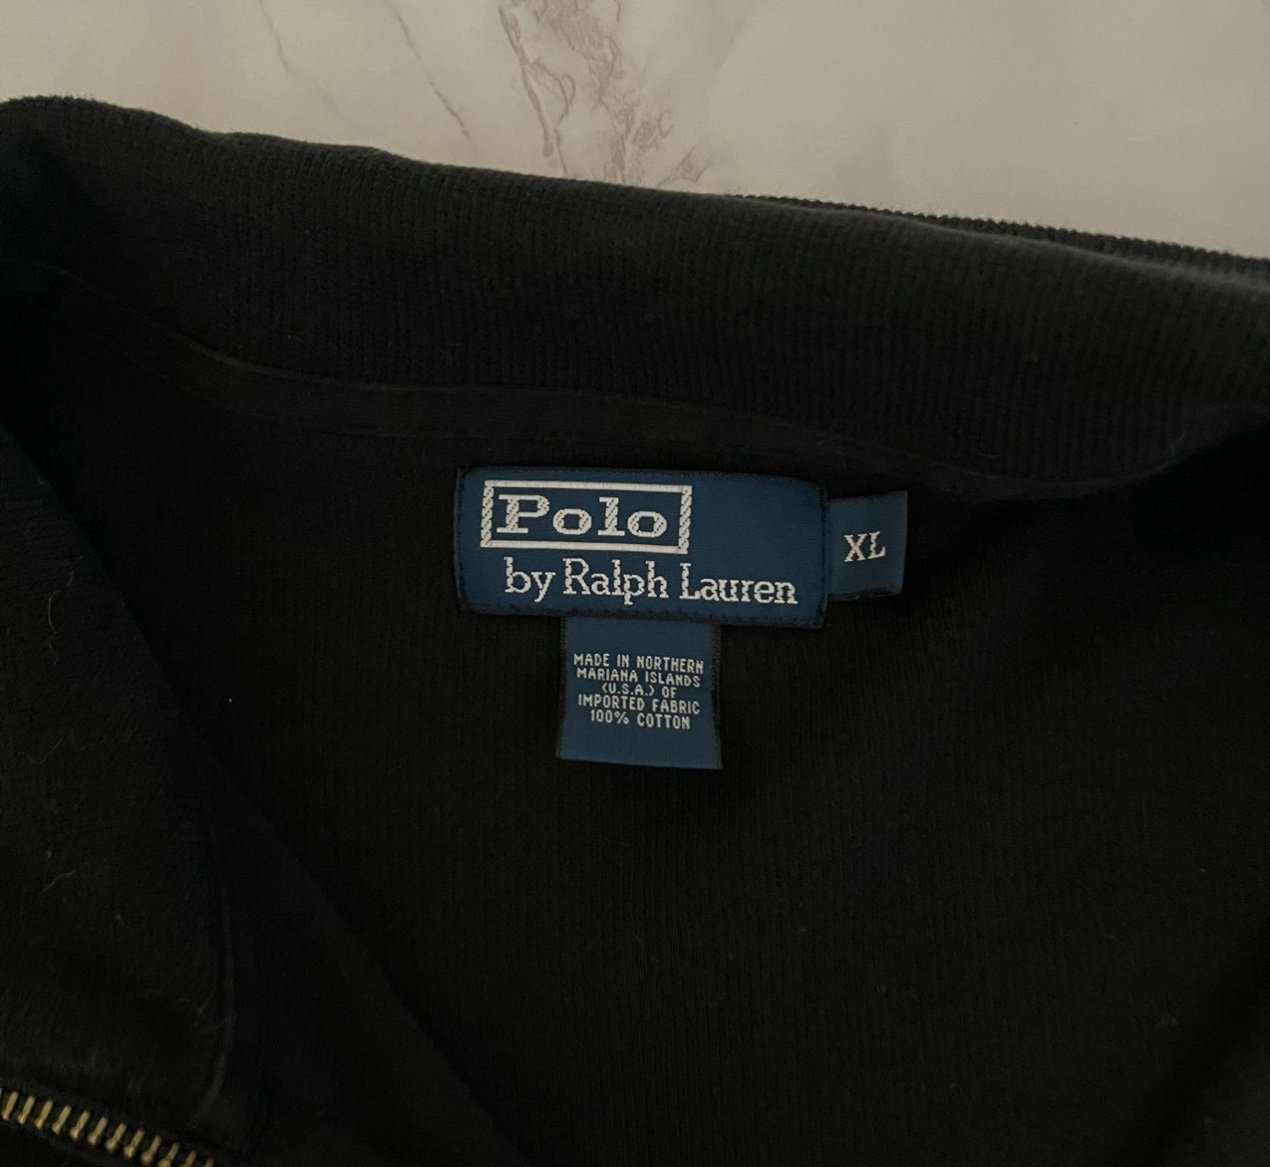 Polo
by Ralph Lauren
XL
MADE IN NORTHERN
MARIANA ISLANDS
(U.S.A.) OF
IMPORTED FABRIC
100% COTTON